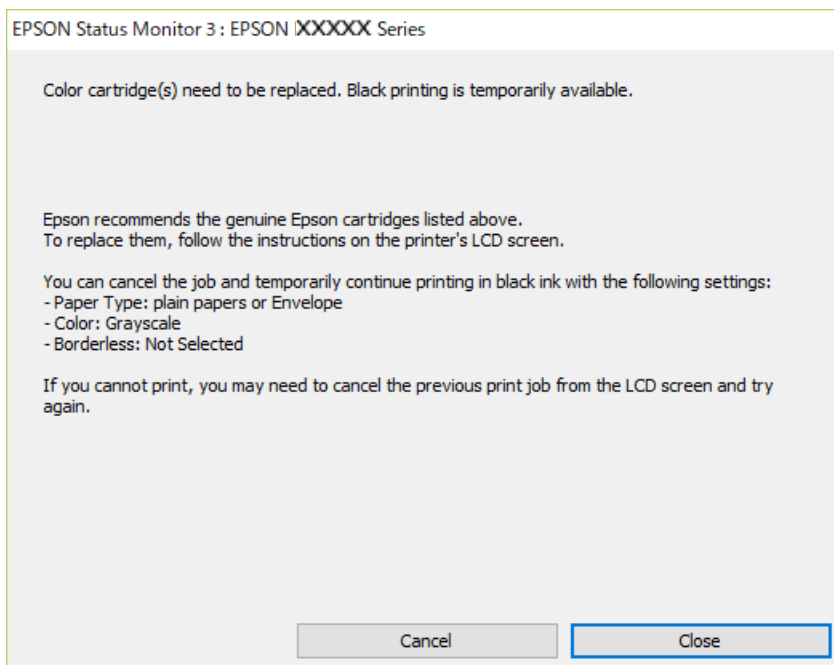 EPSON Status Monitor 3 : EPSON XXXXX Series
Color cartridge(s) need to be replaced. Black printing is temporarily available.
Epson recommends the genuine Epson cartridges listed above.
To replace them, follow the instructions on the printer's LCD screen.
You can cancel the job and temporarily continue printing in black ink with the following settings:
- Paper Type: plain papers or Envelope
- Color: Grayscale
- Borderless: Not Selected
If you cannot print, you may need to cancel the previous print job from the LCD screen and try
again.
Cancel
Close